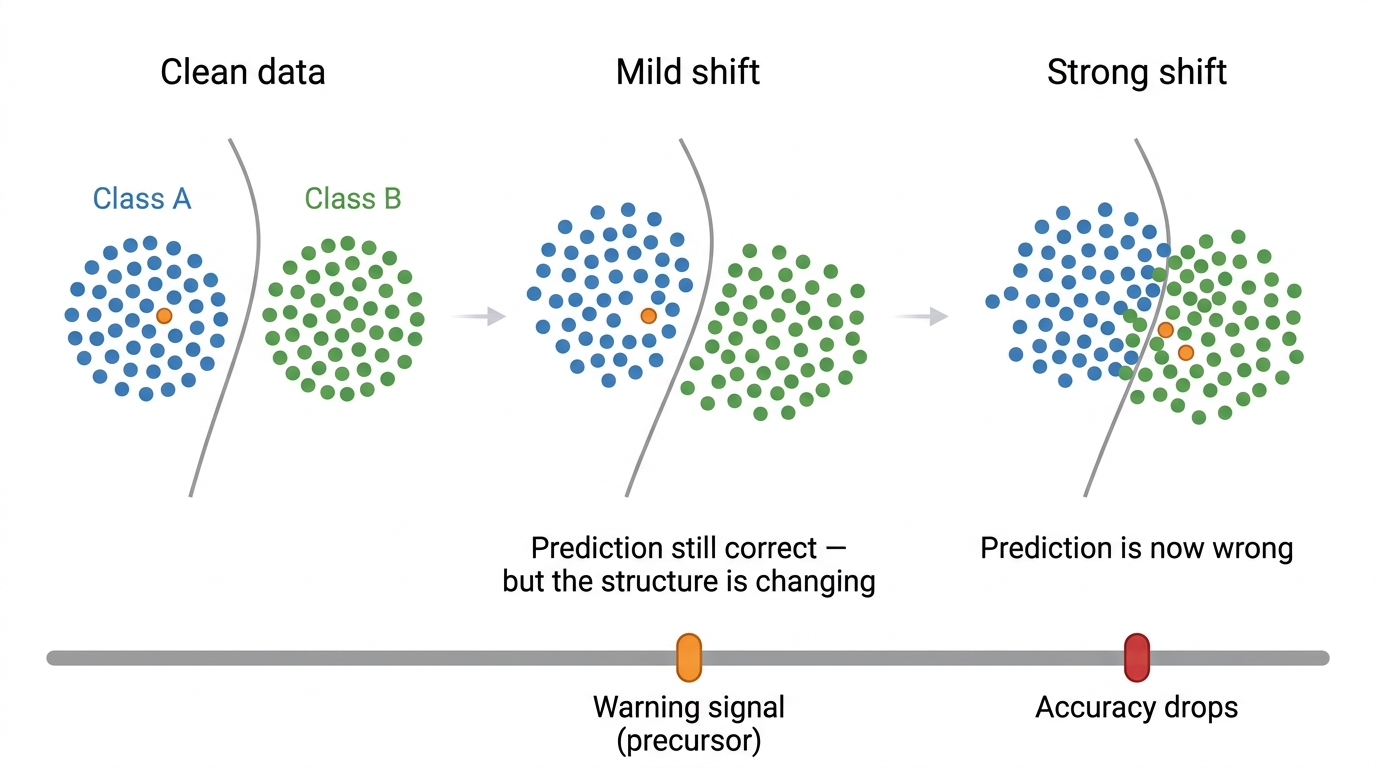 Clean data
Mild shift
Strong shift
Class A
Class B
Prediction still correct –
but the structure is changing
Prediction is now wrong
Warning signal
(precursor)
Accuracy drops